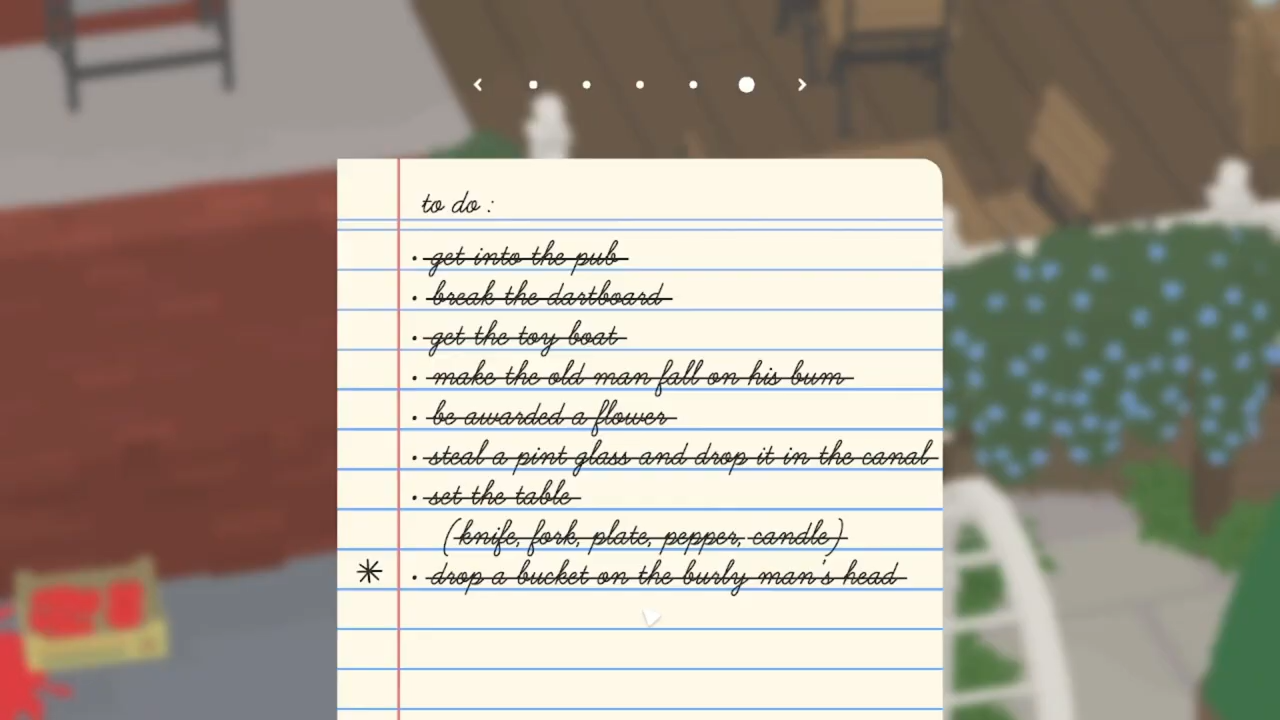 to do :
• get into the pub
• break the dartboard
• get the toy boat
• make the old man fall on his bum
• be awarded a flower
• steal a pint glass and drop it in the canal
• set the table
(knife, fork, plate, pepper, candle)
* • drop a bucket on the burly man's head